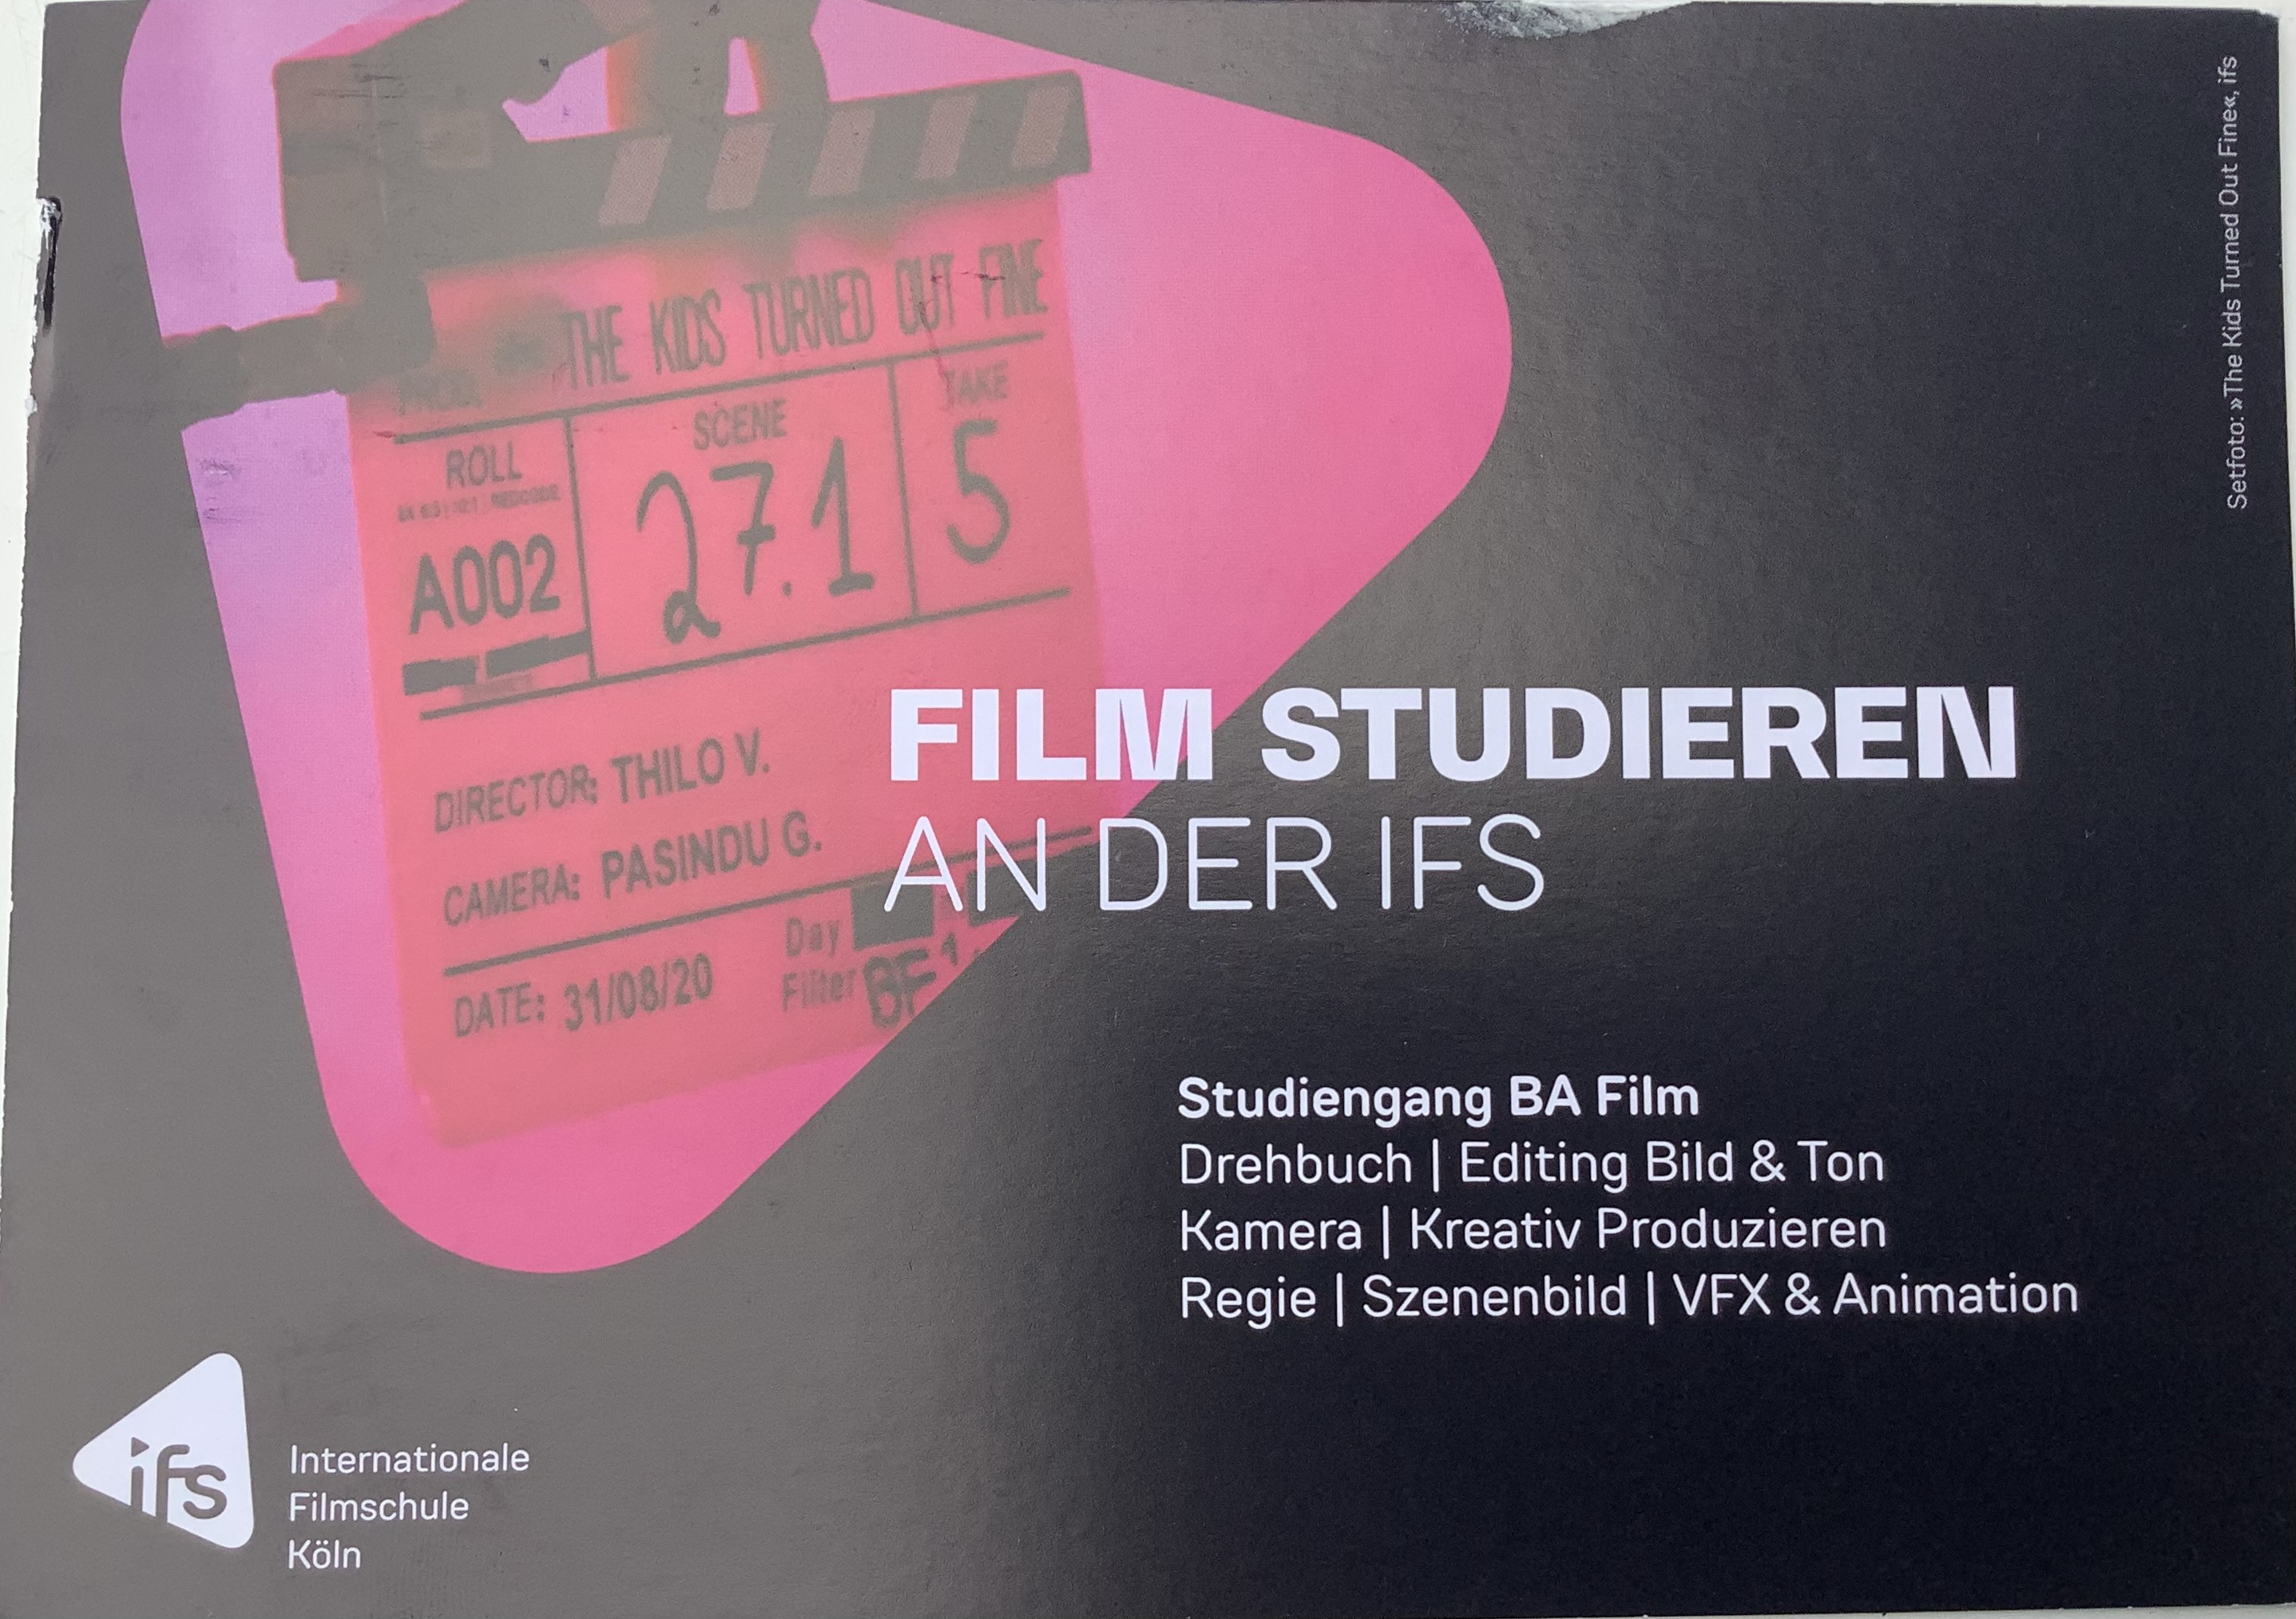 Setfoto: »The Kids Turned Out Fine«, ifs
THE KIDS TURNED OUT FINE
ROLL
SCENE
TAKE
A002
27.1
5
DIRECTOR: THILO V.
CAMERA: PASINDU G.
DATE: 31/08/20
Day
Filter BF
FILM STUDIEREN
AN DER IFS
Studiengang BA Film
Drehbuch | Editing Bild & Ton
Kamera | Kreativ Produzieren
Regie | Szenenbild | VFX & Animation
ifs
Internationale
Filmschule
Köln